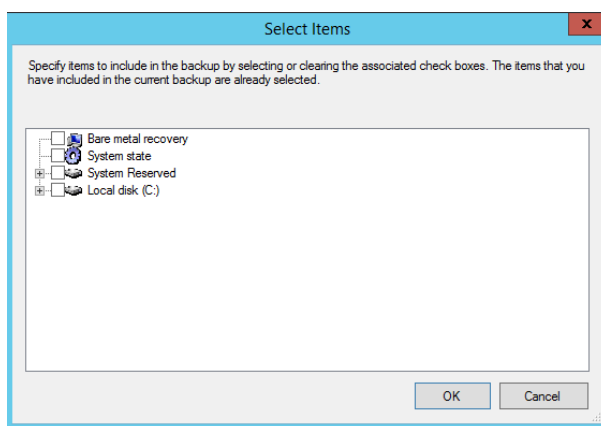 Select Items
x
Specify items to include in the backup by selecting or clearing the associated check boxes. The items that you
have included in the current backup are already selected.
Bare metal recovery
System state
System Reserved
Local disk (C:)
OK Cancel